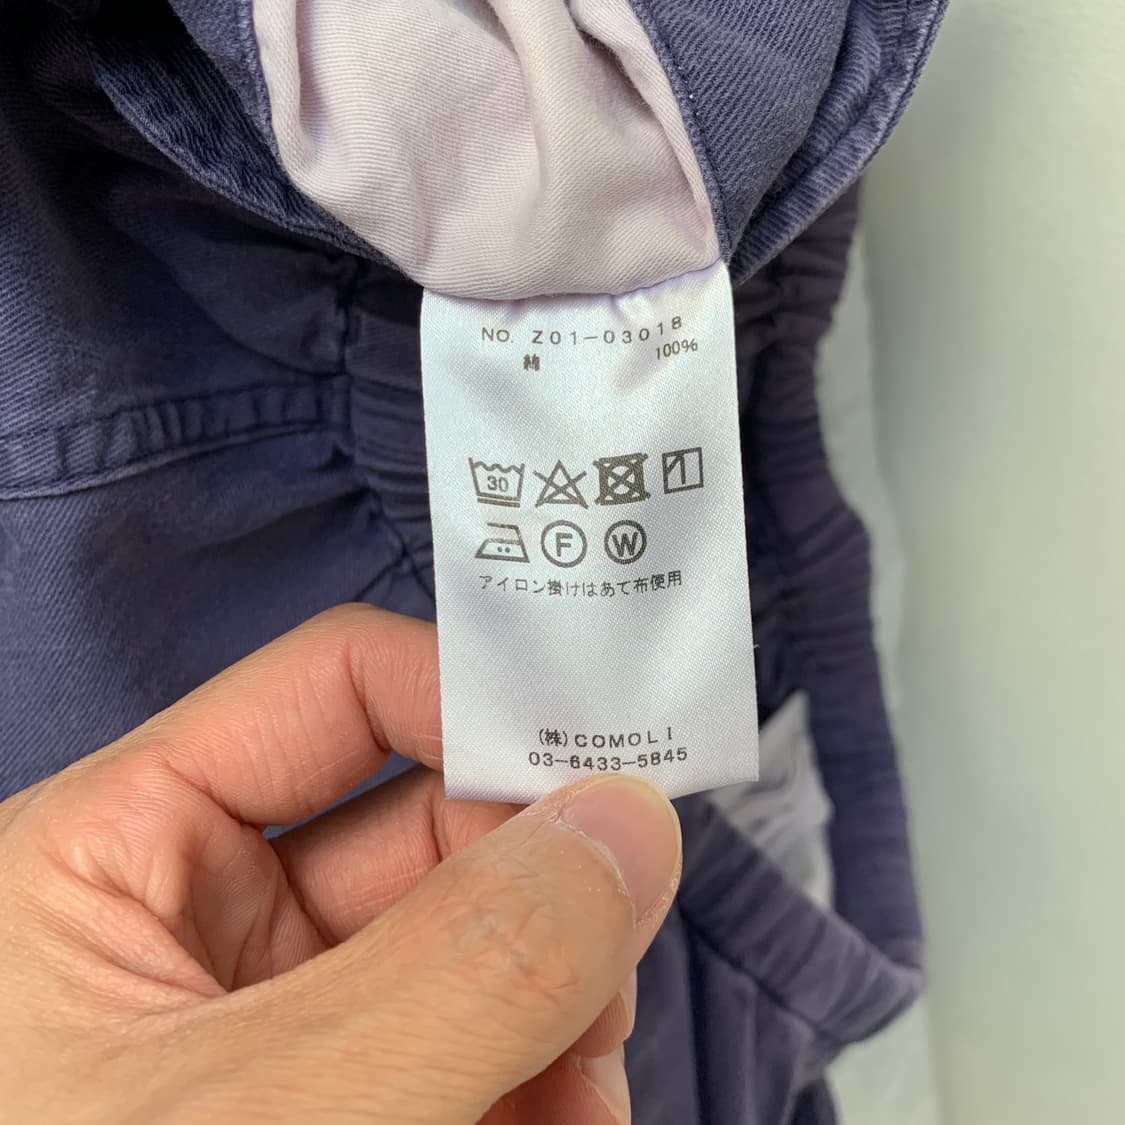 NO. Z01-03018
綿 100%
30
F W
アイロン掛けはあて布使用
(株)COMOLI
03-6433-5845